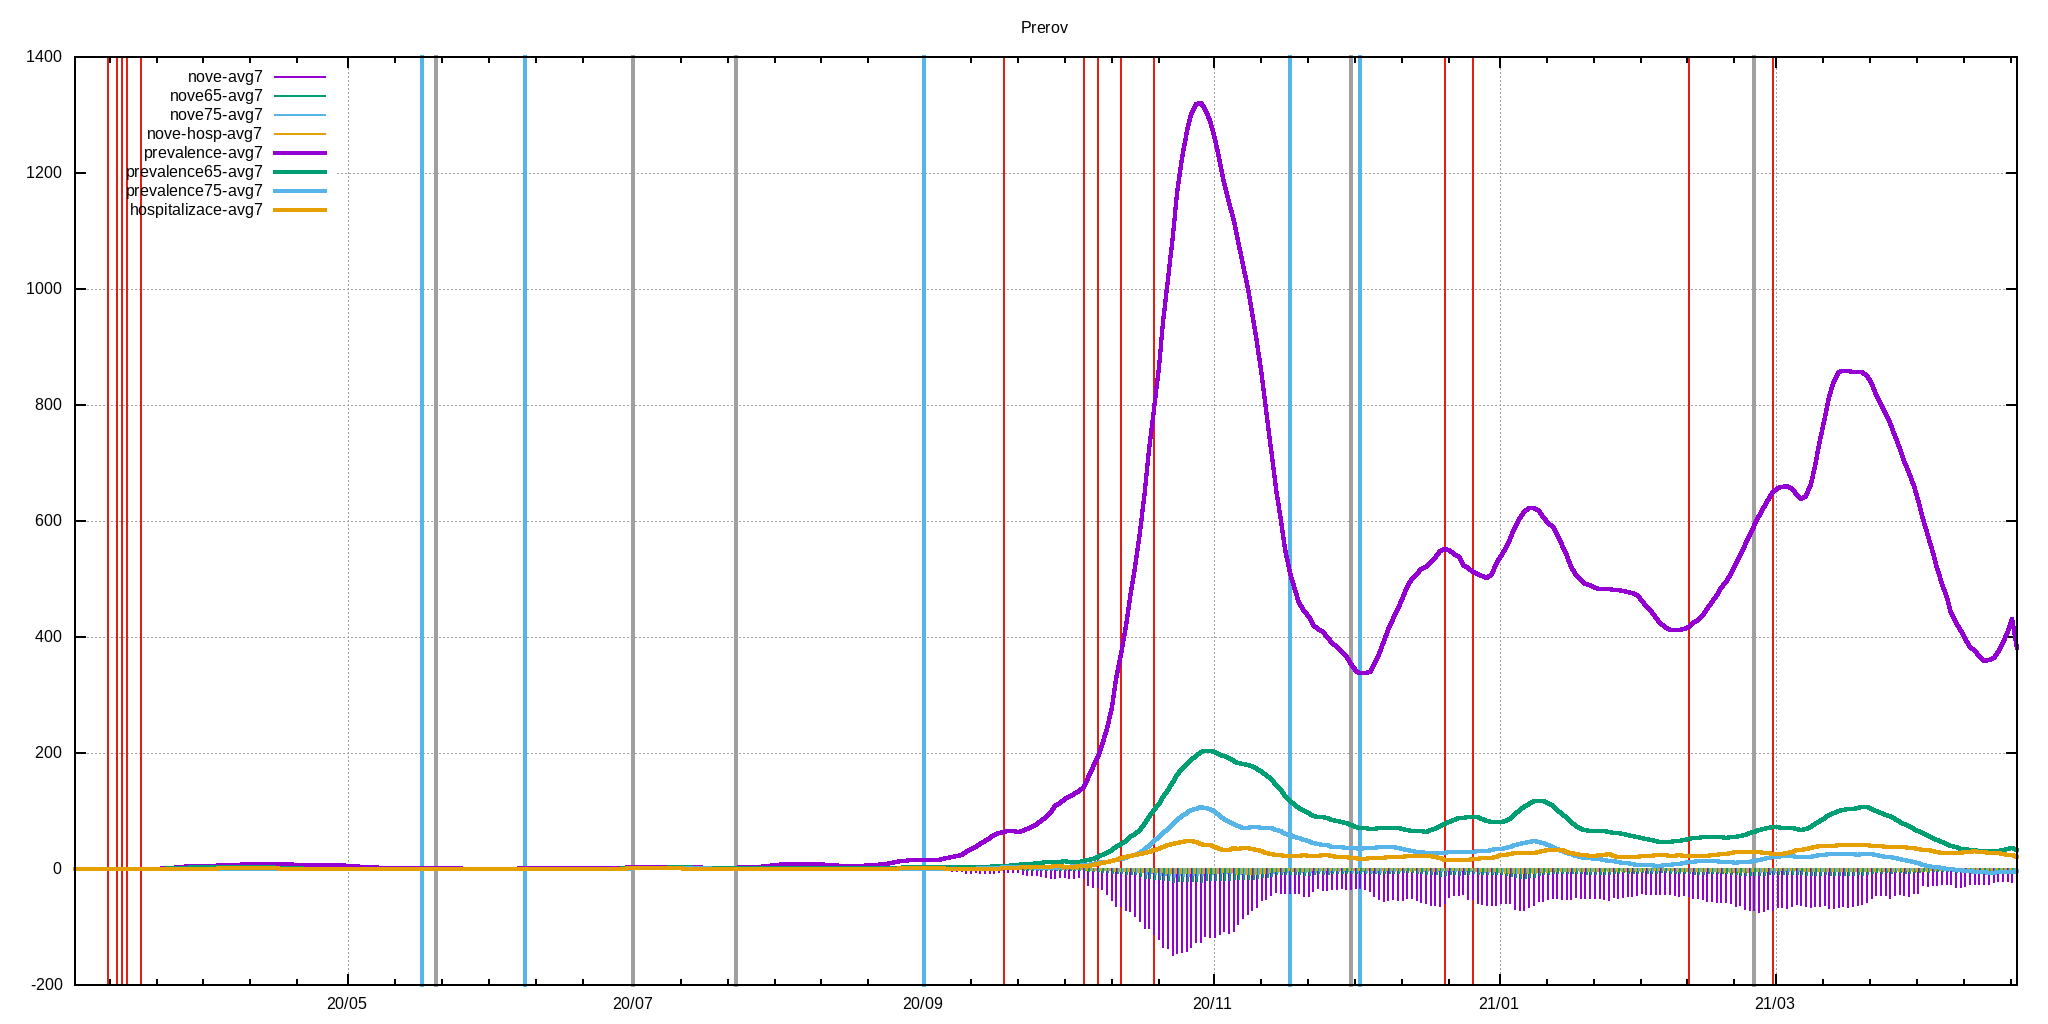 Prerov
1400
1200
1000
800
600
400
200
0
-200
nove-avg7
nove65-avg7
nove75-avg7
nove-hosp-avg7
prevalence-avg7
prevalence65-avg7
prevalence75-avg7
hospitalizace-avg7
20/05 20/07 20/09 20/11 21/01 21/03